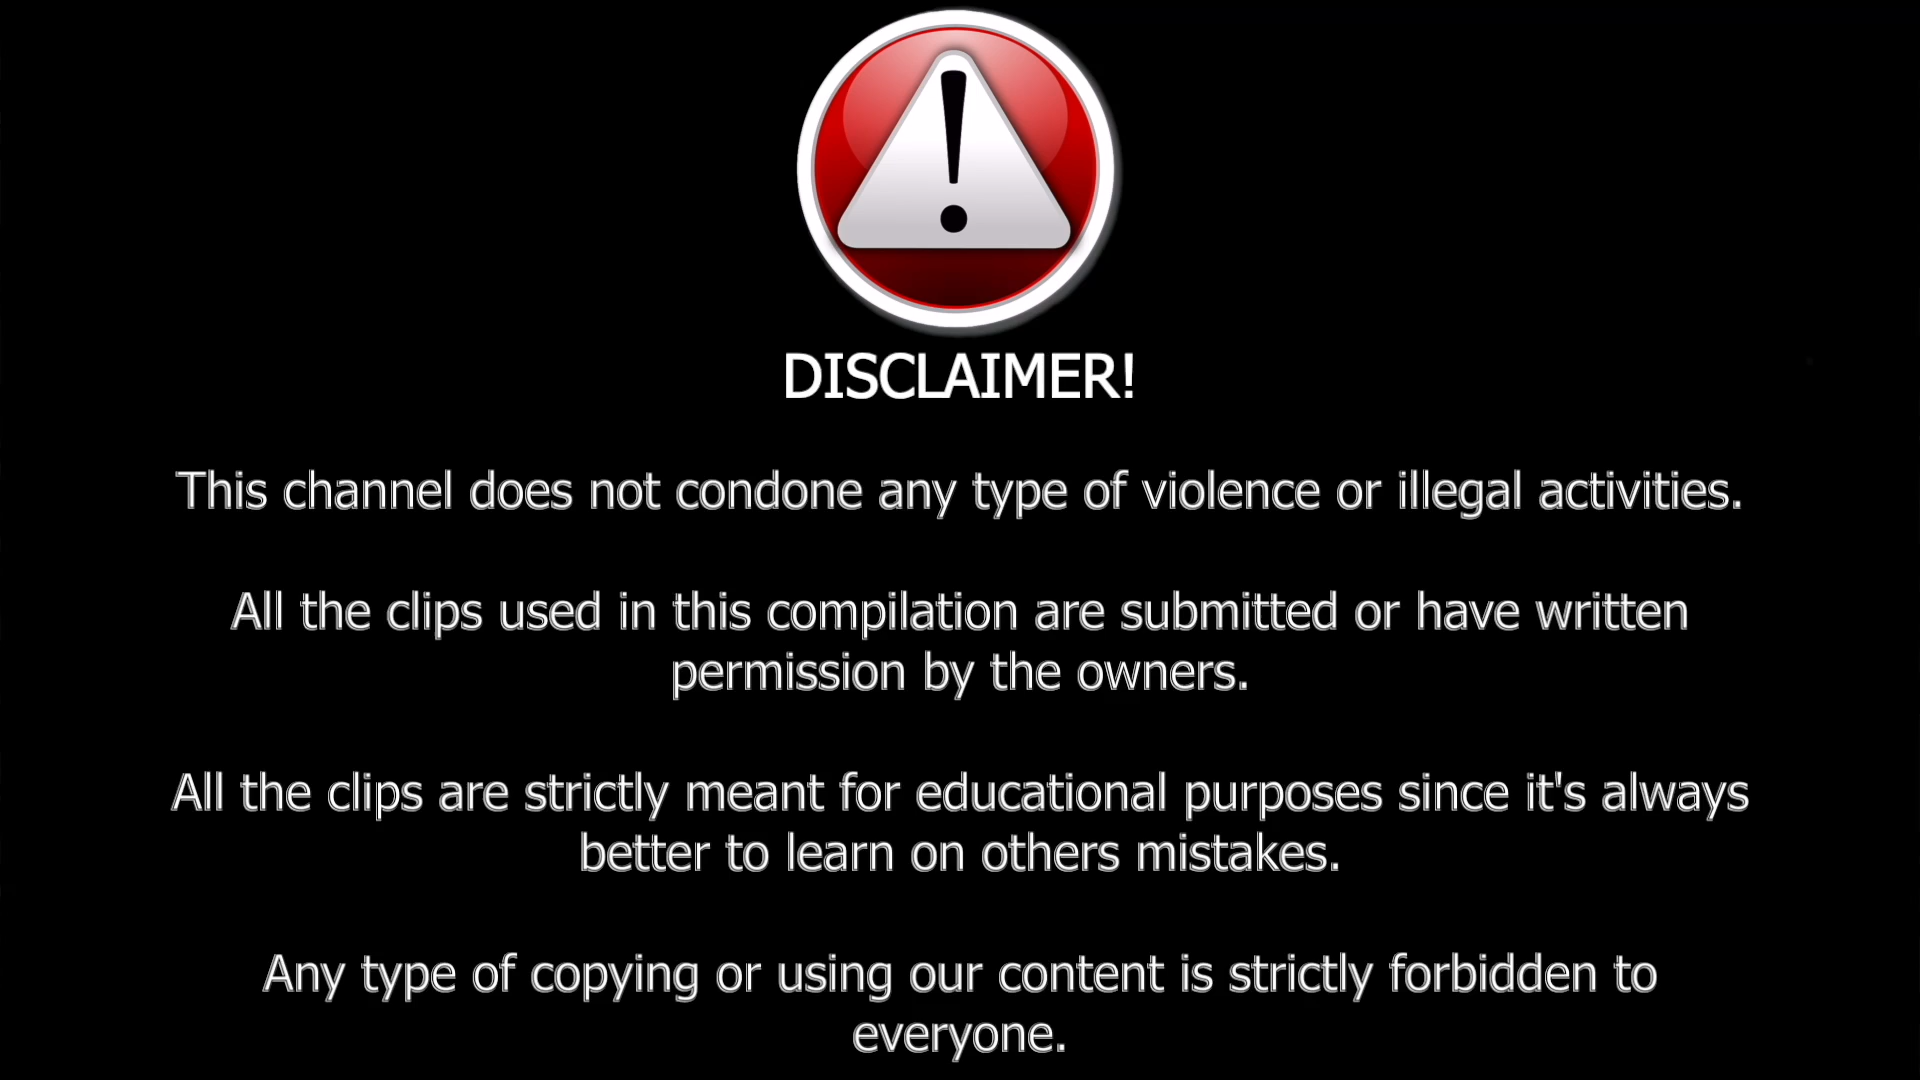 DISCLAIMER!
This channel does not condone any type of violence or illegal activities.
All the clips used in this compilation are submitted or have written
permission by the owners.
All the clips are strictly meant for educational purposes since it's always
better to learn on others mistakes.
Any type of copying or using our content is strictly forbidden to
everyone.